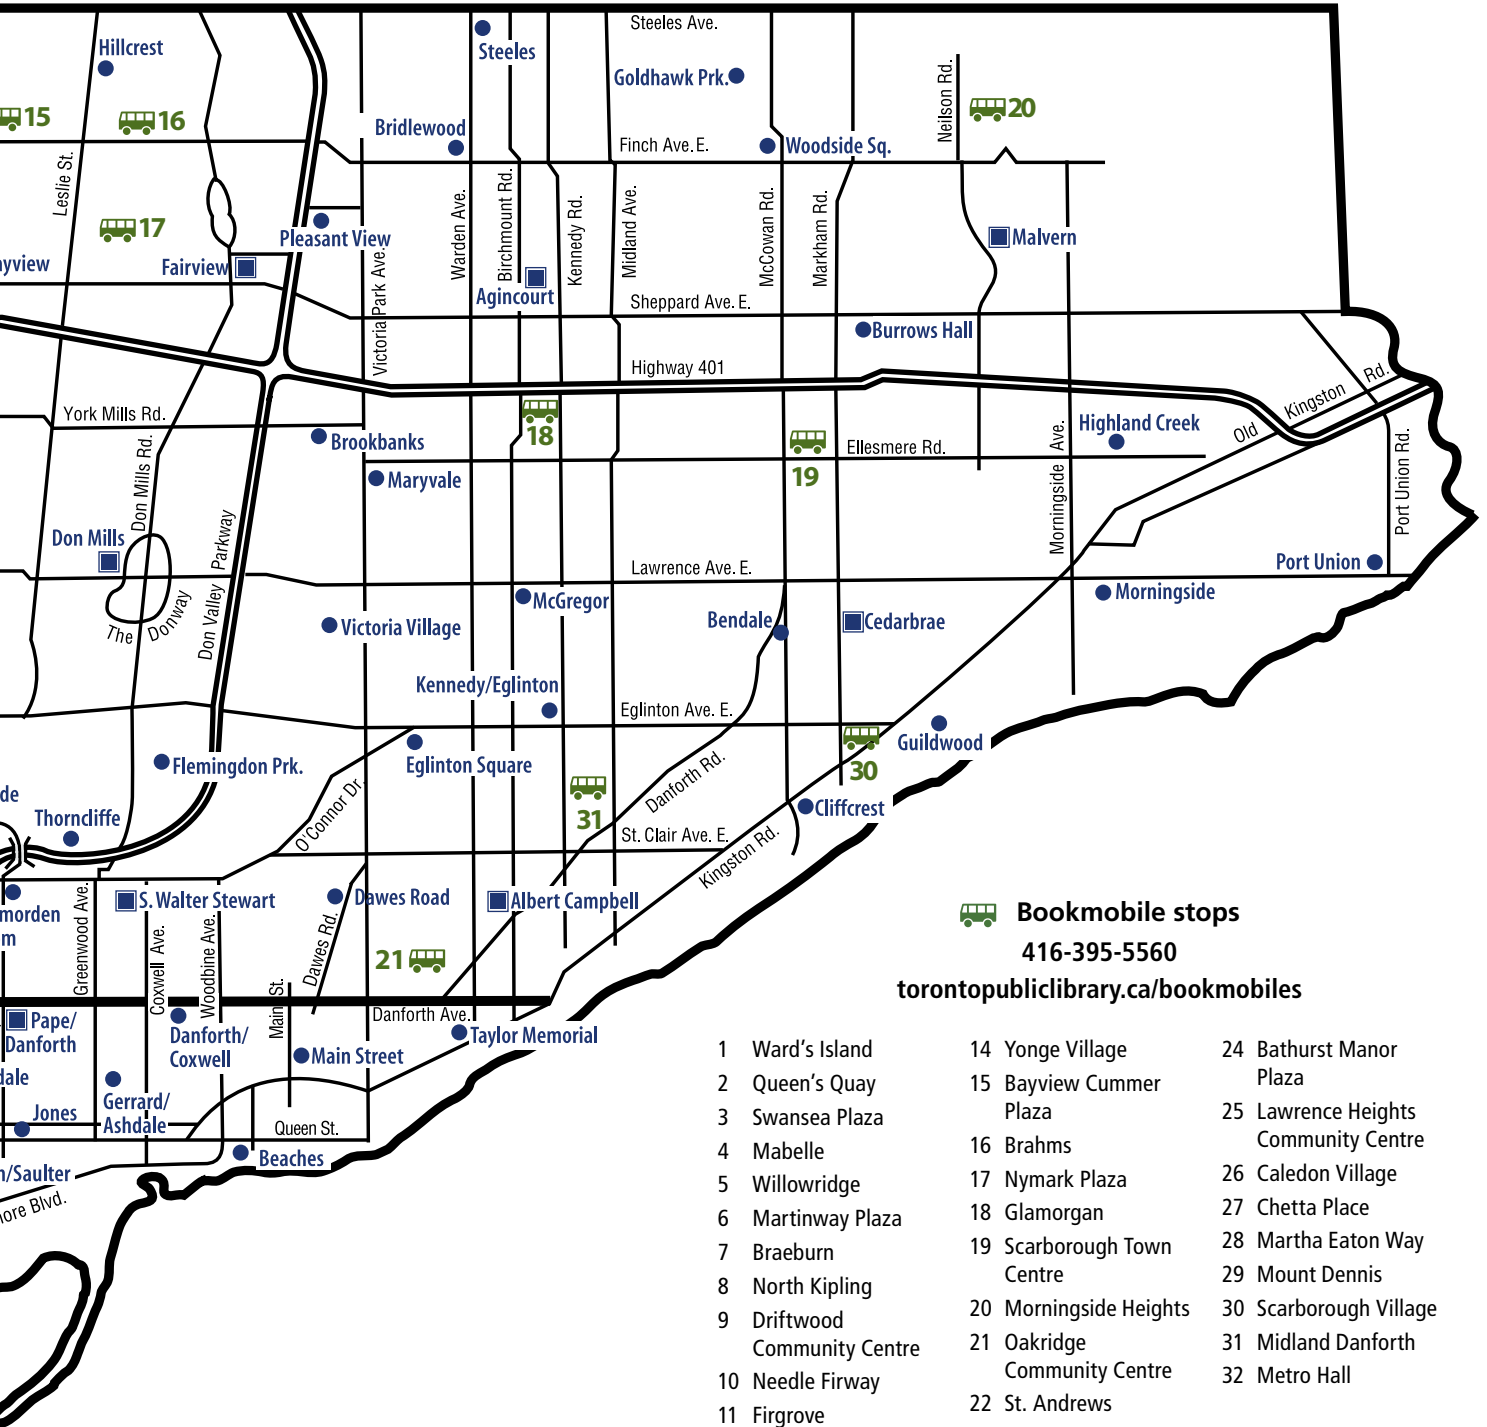 Steeles Ave.
Hillcrest
Steeles
Goldhawk Prk.
Neilson Rd.
15
16
20
Bridlewood
Finch Ave. E.
Woodside Sq.
Leslie St.
17
Pleasant View
Victoria Park Ave.
Warden Ave.
Birchmount Rd.
Kennedy Rd.
Midland Ave.
McCowan Rd.
Markham Rd.
Malvern
Fairview
Agincourt
Sheppard Ave. E.
Burrows Hall
Highway 401
Old Kingston Rd.
York Mills Rd.
Don Mills Rd.
Brookbanks
18
Maryvale
19
Ellesmere Rd.
Morningside Ave.
Highland Creek
Port Union Rd.
Don Mills
Don Valley Parkway
The Donway
Lawrence Ave. E.
Port Union
McGregor
Morningside
Victoria Village
Bendale
Cedarbrae
Kennedy/Eglinton
Eglinton Ave. E.
Guildwood
Flemingdon Prk.
Eglinton Square
30
Danforth Rd.
Thorncliffe
O'Connor Dr.
31
Cliffcrest
St. Clair Ave. E.
Kingston Rd.
Greenwood Ave.
S. Walter Stewart
Coxwell Ave.
Woodbine Ave.
Dawes Rd.
Dawes Road
Albert Campbell
21
Main St.
Danforth Ave.
Pape/
Danforth
Danforth/
Coxwell
Main Street
Taylor Memorial
Jones
Gerrard/
Ashdale
Queen St.
Beaches
Bookmobile stops
416-395-5560
torontopubliclibrary.ca/bookmobiles
1 Ward's Island
2 Queen's Quay
3 Swansea Plaza
4 Mabelle
5 Willowridge
6 Martinway Plaza
7 Braeburn
8 North Kipling
9 Driftwood
Community Centre
10 Needle Firway
11 Firgrove
14 Yonge Village
15 Bayview Cummer
Plaza
16 Brahms
17 Nymark Plaza
18 Glamorgan
19 Scarborough Town
Centre
20 Morningside Heights
21 Oakridge
Community Centre
22 St. Andrews
24 Bathurst Manor
Plaza
25 Lawrence Heights
Community Centre
26 Caledon Village
27 Chetta Place
28 Martha Eaton Way
29 Mount Dennis
30 Scarborough Village
31 Midland Danforth
32 Metro Hall